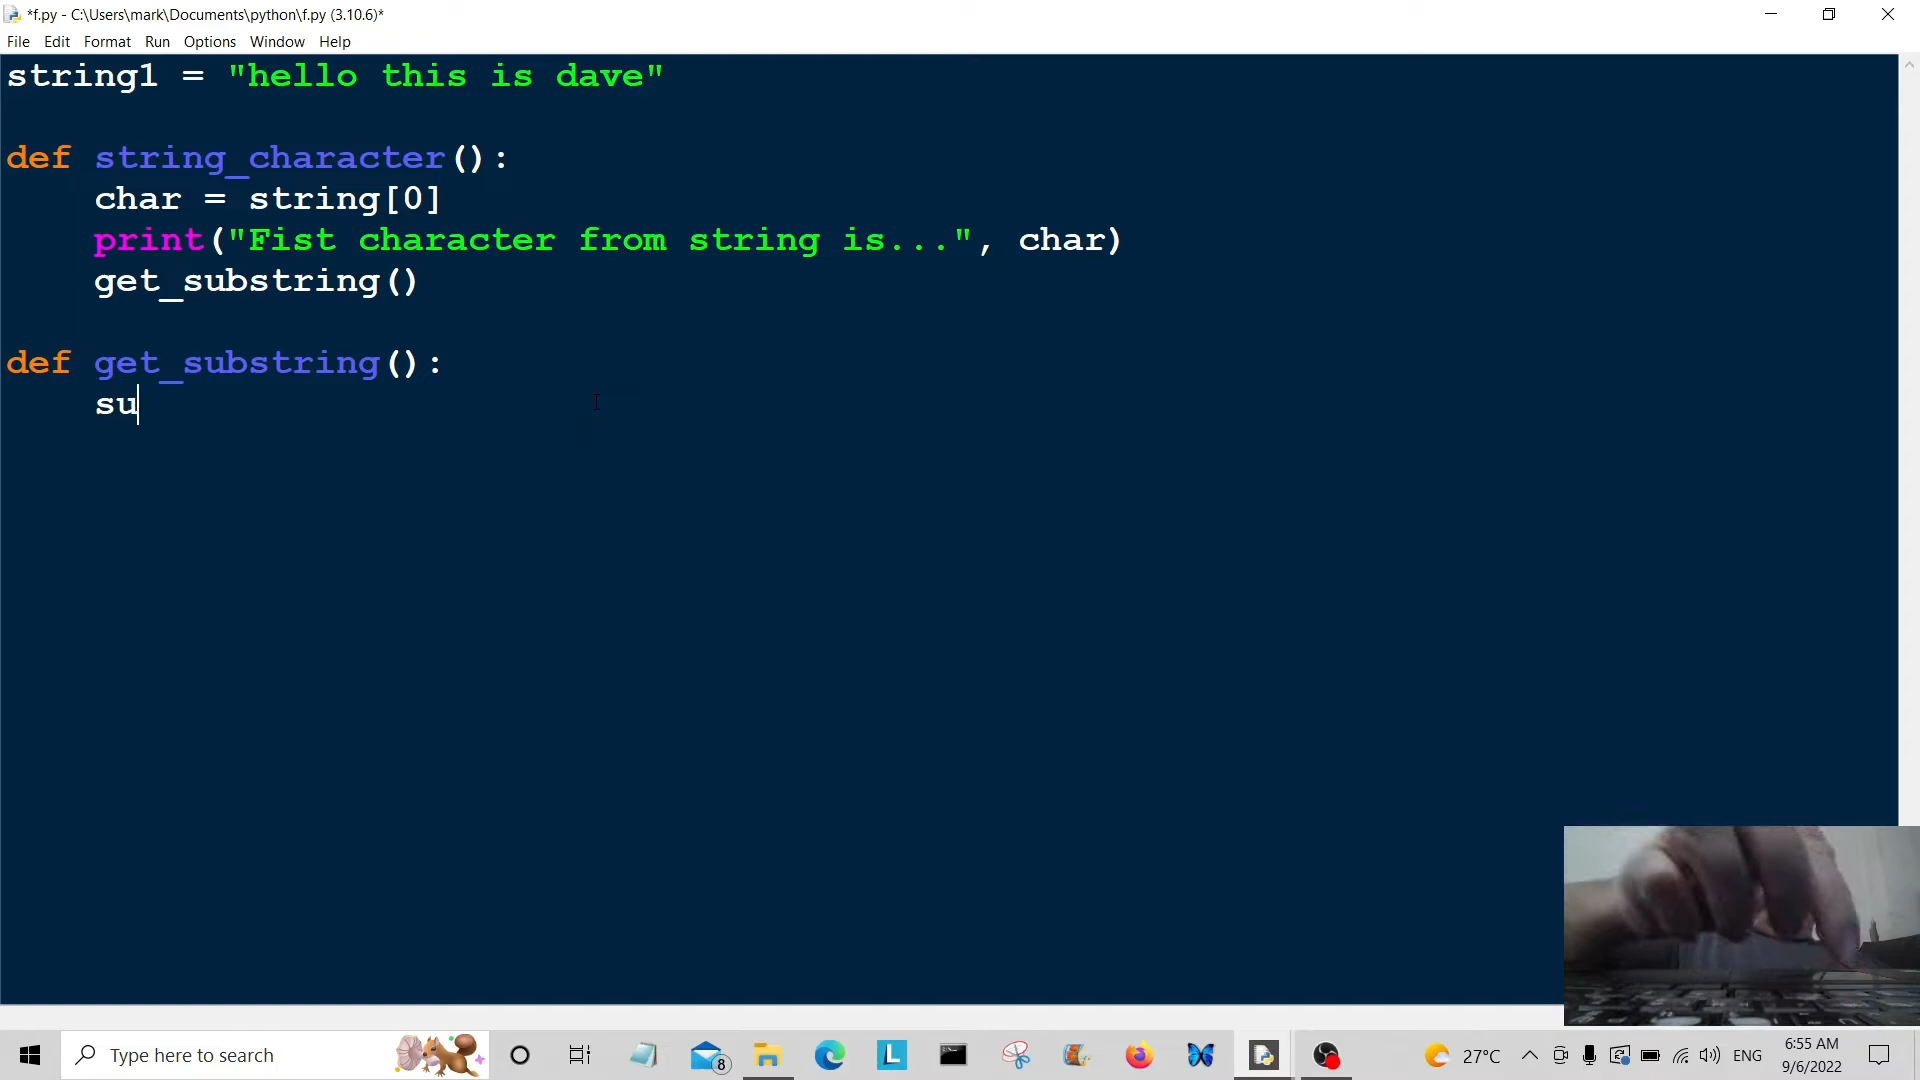 *f.py - C:\Users\mark\Documents\python\f.py (3.10.6)*
File Edit Format Run Options Window Help
string1 = "hello this is dave"
def string_character():
    char = string[0]
    print("Fist character from string is...", char)
    get_substring()
def get_substring():
    su
Type here to search
8
L
27°C
ENG
6:55 AM
9/6/2022